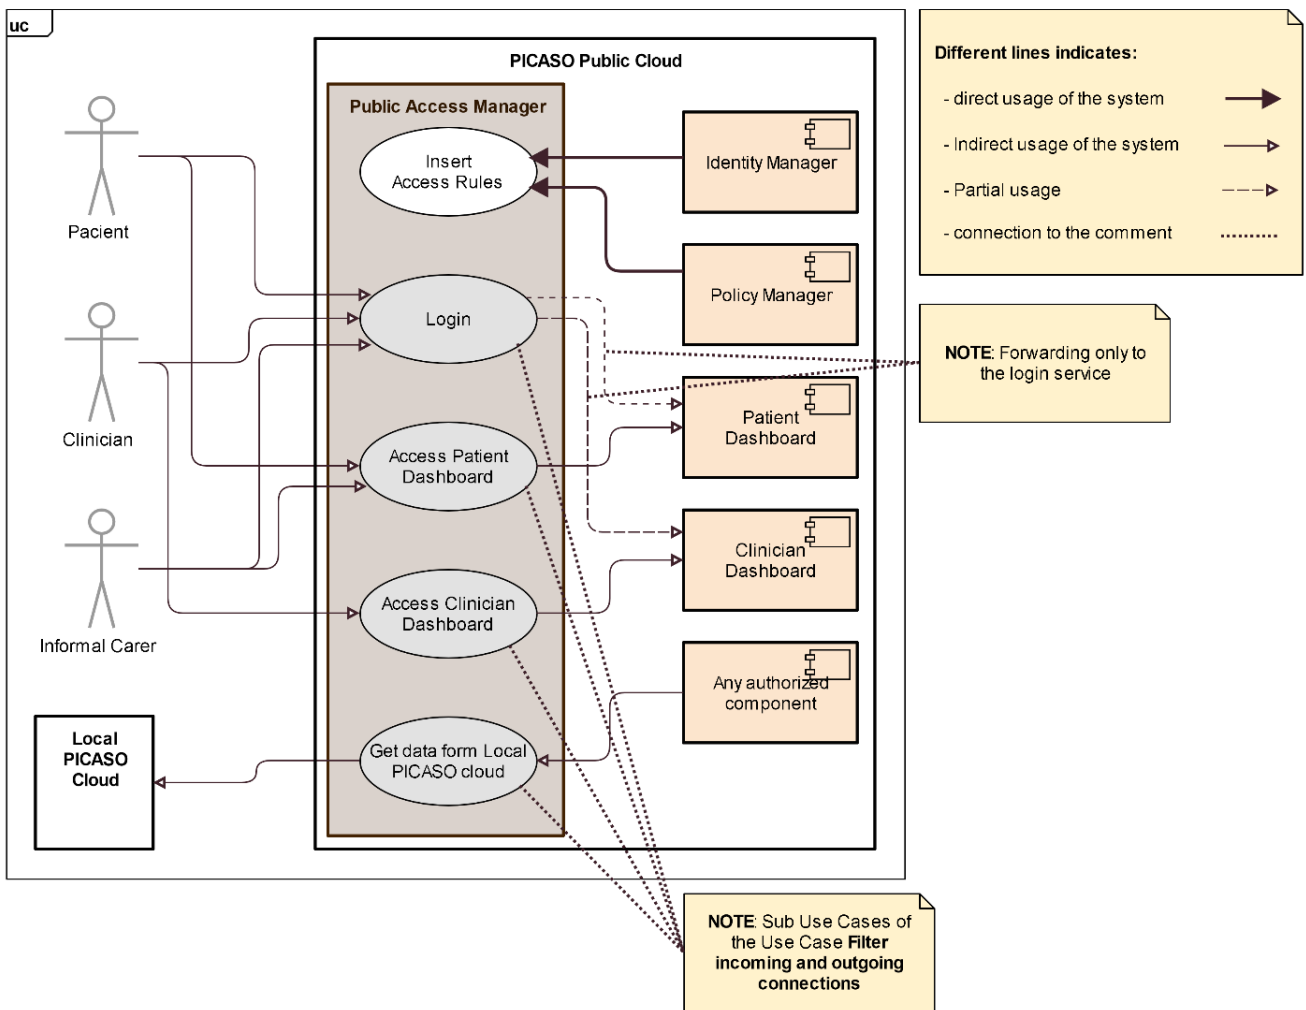 uc
PICASO Public Cloud
Public Access Manager
Pacient
Clinician
Informal Carer
Local
PICASO
Cloud
Insert
Access Rules
Login
Access Patient
Dashboard
Access Clinician
Dashboard
Get data form Local
PICASO cloud
Identity Manager
Policy Manager
Patient
Dashboard
Clinician
Dashboard
Any authorized
component
Different lines indicates:
- direct usage of the system
- Indirect usage of the system
- Partial usage
- connection to the comment
NOTE: Forwarding only to
the login service
NOTE: Sub Use Cases of
the Use Case Filter
incoming and outgoing
connections